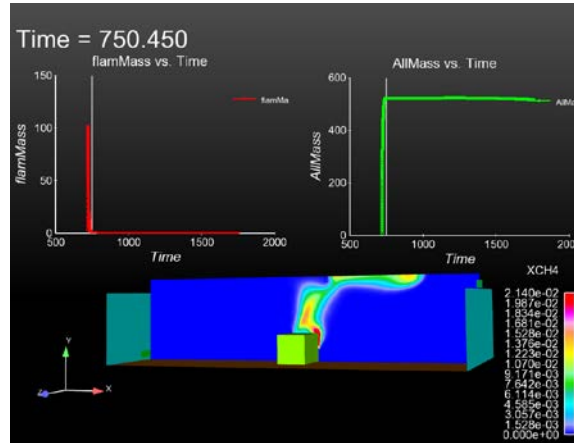 Time = 750.450
flamMass vs. Time
AllMass vs. Time
150
100
50
0
flamMass
flamMa
500
1000
1500
2000
Time
600
400
200
0
AllMass
AllMa
500
1000
1500
2000
Time
XCH4
2.140e-02
1.987e-02
1.834e-02
1.681e-02
1.528e-02
1.376e-02
1.223e-02
1.070e-02
9.171e-03
7.642e-03
6.114e-03
4.585e-03
3.057e-03
1.528e-03
0.000e+00
Y
Z
X